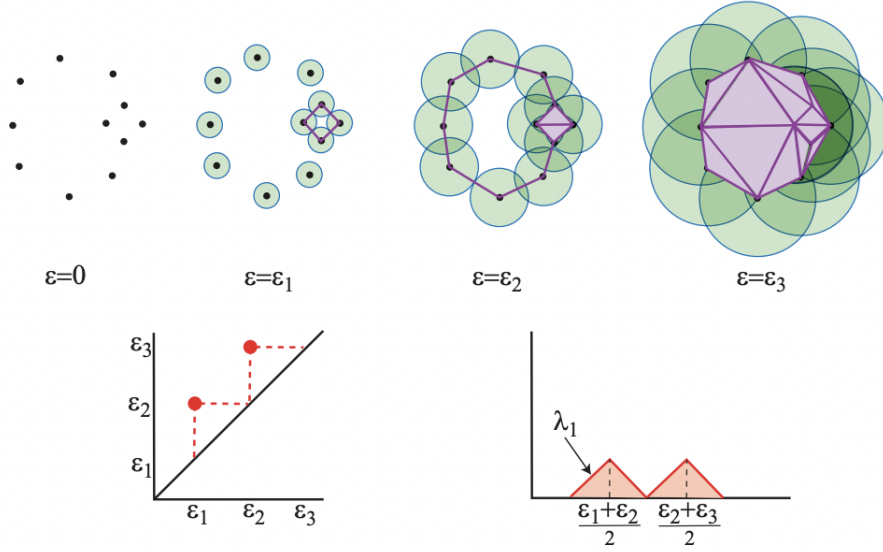 ε=0
ε=ε₁
ε=ε₂
ε=ε₃
ε₃
ε₂
ε₁
ε₁
ε₂
ε₃
λ₁
ε₁+ε₂
2
ε₂+ε₃
2